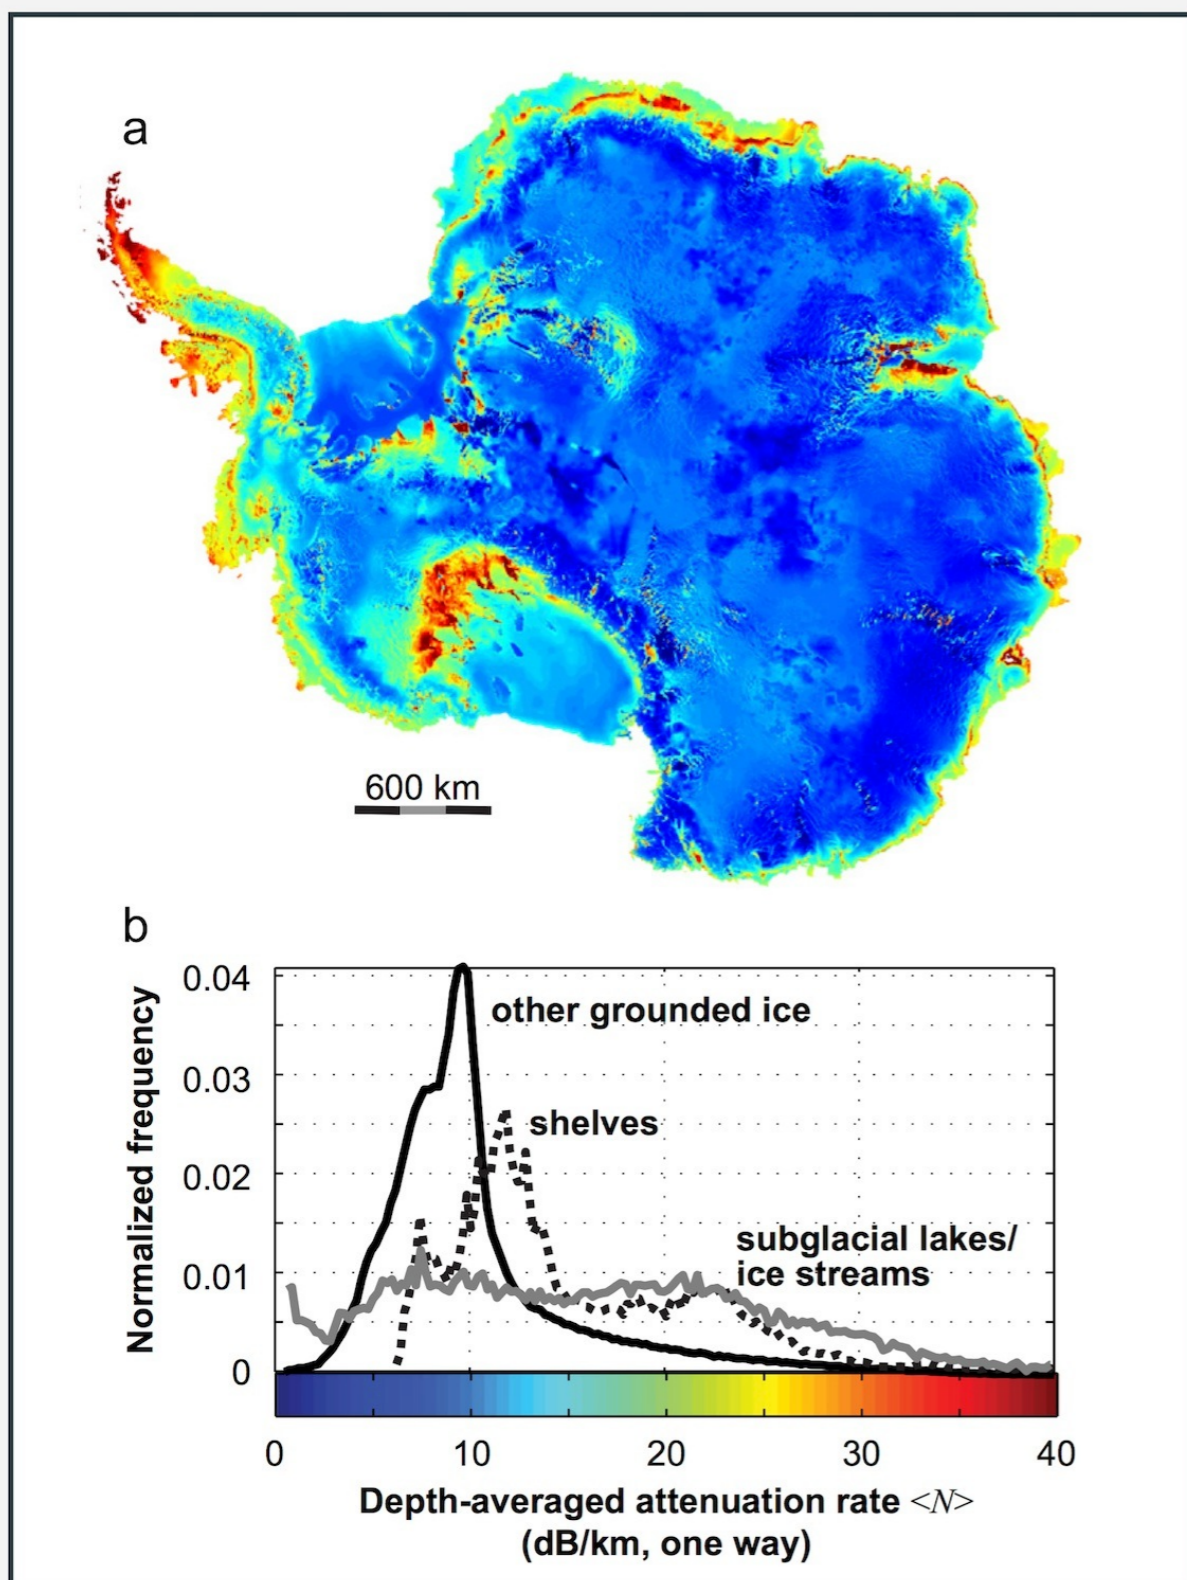 a
600 km
b
0.04
0.03
0.02
0.01
0
Normalized frequency
other grounded ice
shelves
subglacial lakes/
ice streams
0 10 20 30 40
Depth-averaged attenuation rate <N>
(dB/km, one way)